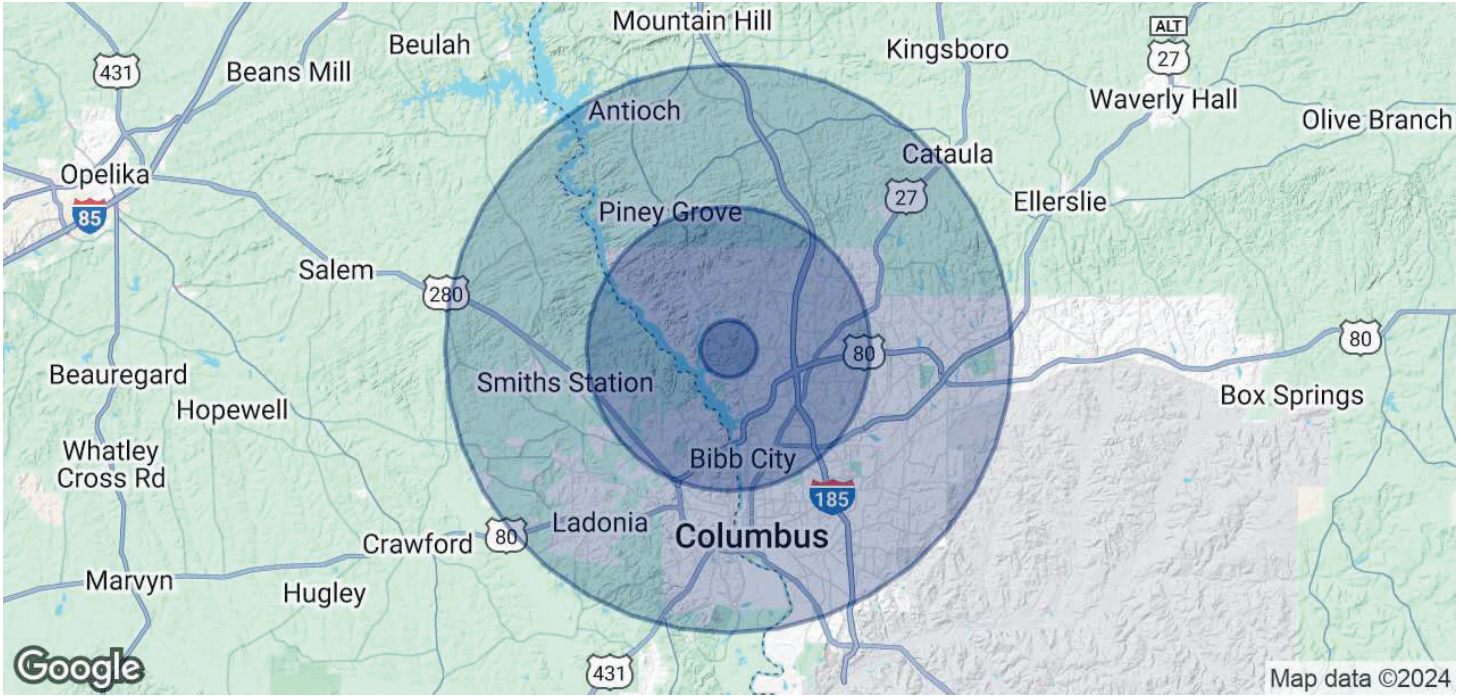 Mountain Hill
ALT
27
Beulah
Kingsboro
431
Beans Mill
Waverly Hall
Antioch
Olive Branch
Cataula
Opelika
27
Ellerslie
85
Piney Grove
Salem
280
80
80
Smiths Station
Beauregard
Box Springs
Hopewell
Whatley
Cross Rd
Bibb City
185
Ladonia
Columbus
80
Crawford
Marvyn
Hugley
431
Google
Map data ©2024